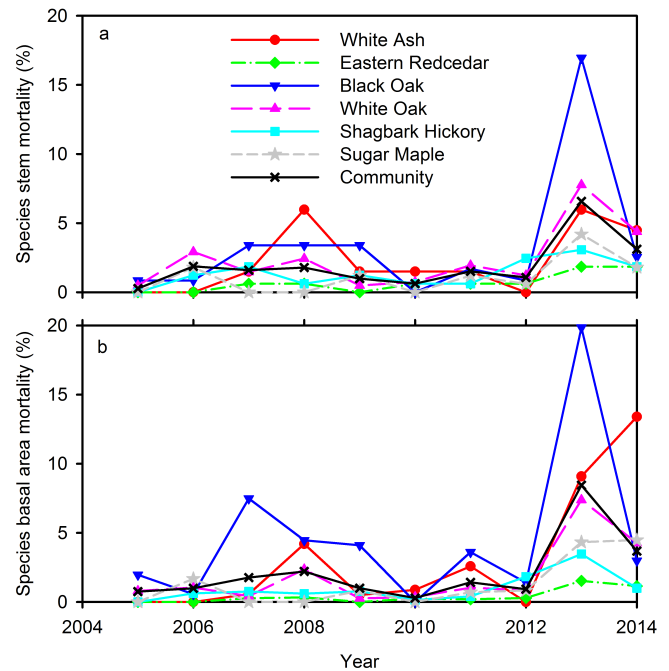 20
a
White Ash
Eastern Redcedar
Black Oak
White Oak
Shagbark Hickory
Sugar Maple
Community
15
10
5
0
Species stem mortality (%)
20
b
15
10
5
0
Species basal area mortality (%)
2004 2006 2008 2010 2012 2014
Year